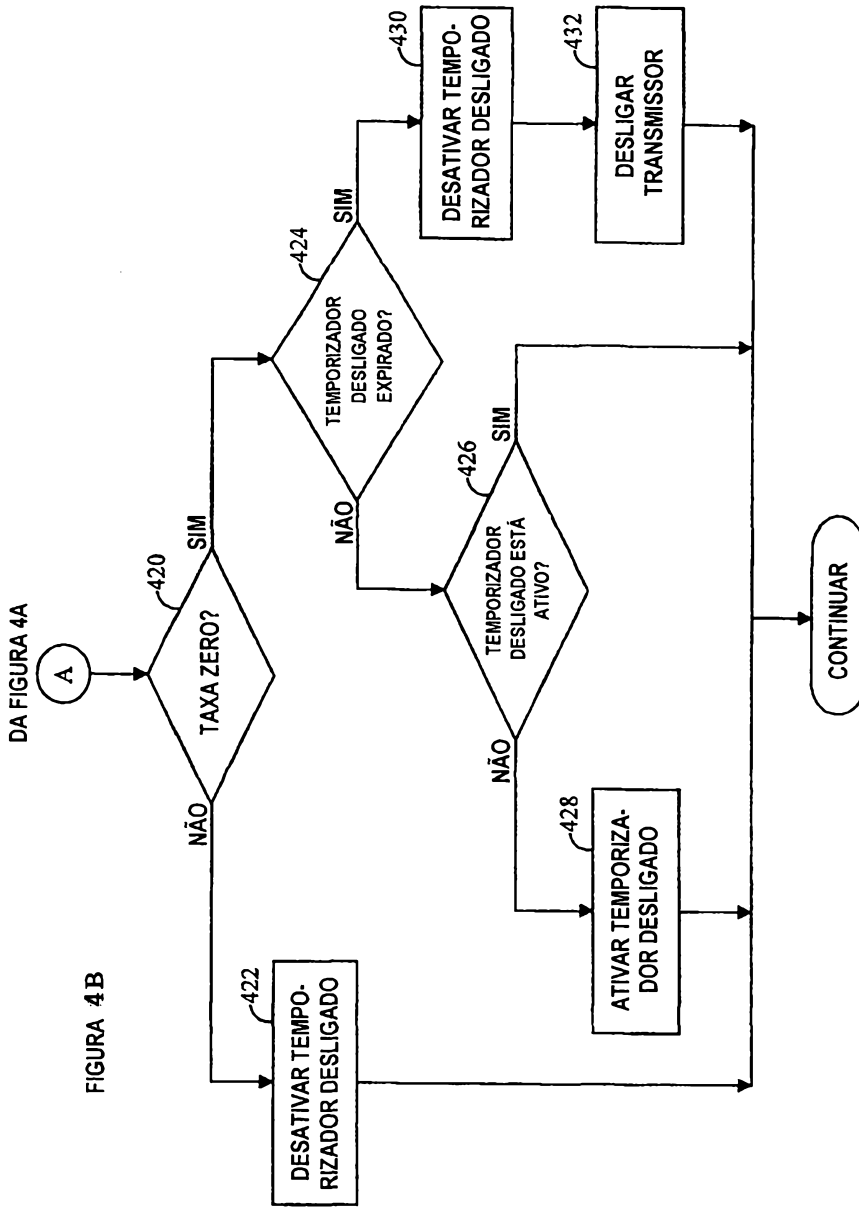 FIGURA 4B
DA FIGURA 4A
A
420
TAXA ZERO?
NÃO
SIM
422
DESATIVAR TEMPO-
RIZADOR DESLIGADO
424
TEMPORIZADOR
DESLIGADO
EXPIRADO?
NÃO
SIM
426
TEMPORIZADOR
DESLIGADO ESTÁ
ATIVO?
NÃO
SIM
428
ATIVAR TEMPORIZA-
DOR DESLIGADO
430
DESATIVAR TEMPO-
RIZADOR DESLIGADO
432
DESLIGAR
TRANSMISSOR
CONTINUAR